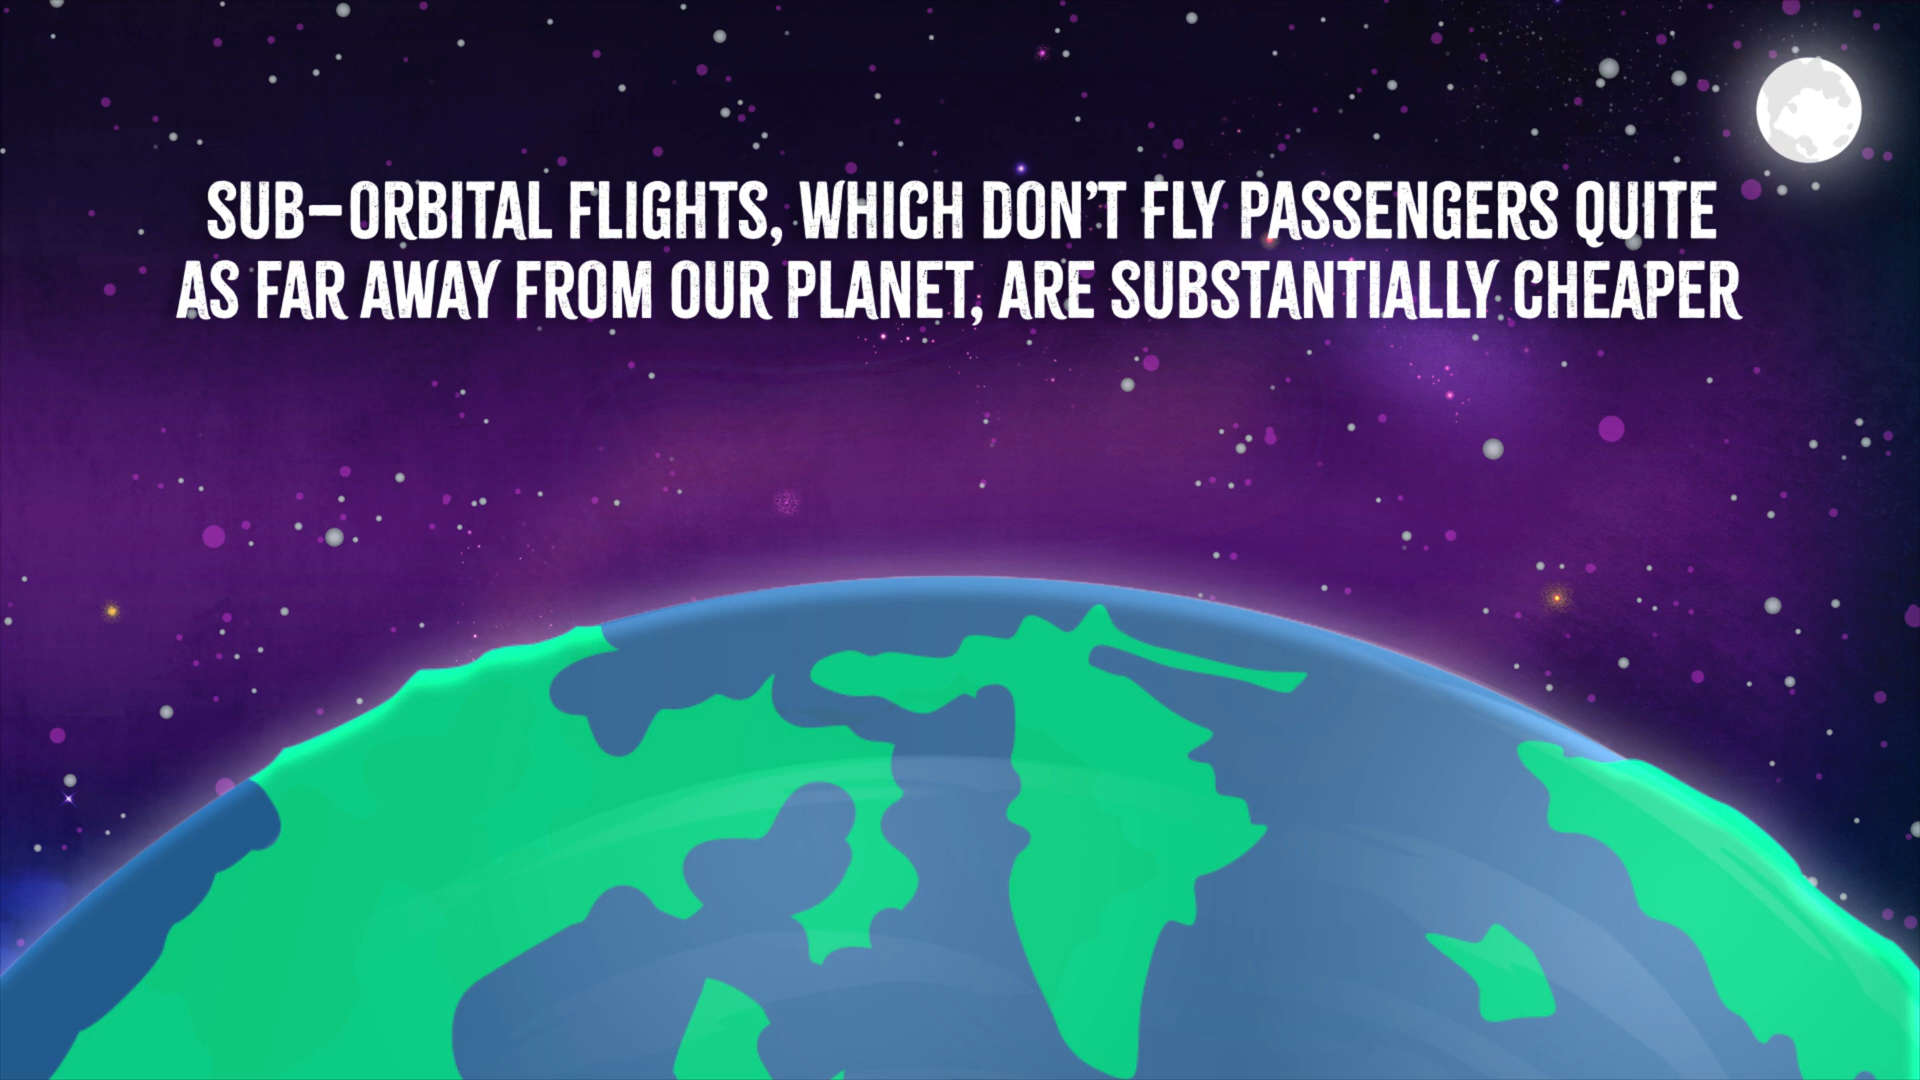 SUB-ORBITAL FLIGHTS, WHICH DON'T FLY PASSENGERS QUITE
AS FAR AWAY FROM OUR PLANET, ARE SUBSTANTIALLY CHEAPER